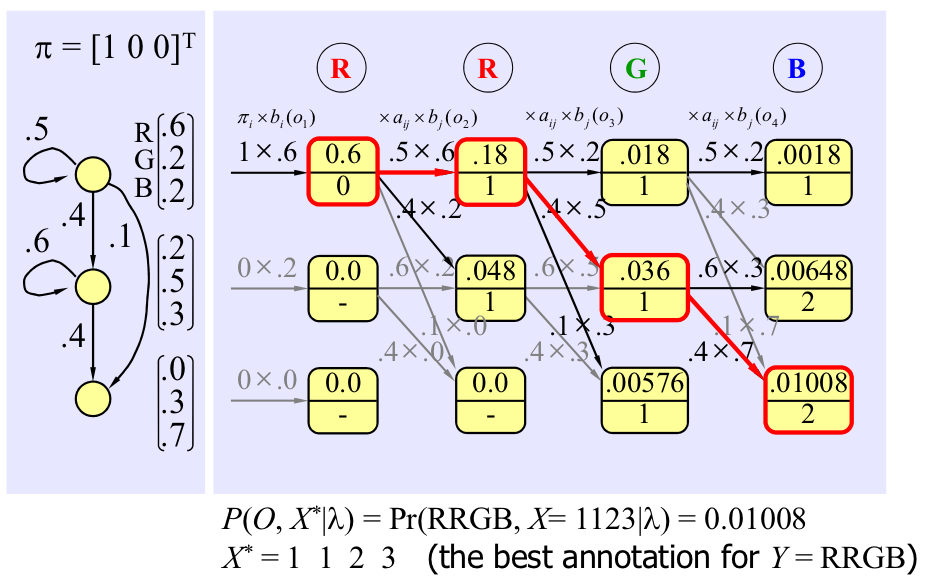 π = [1 0 0]ᵀ
R R G B
πᵢ×bᵢ(o₁) ×aᵢⱼ×bⱼ(o₂) ×aᵢⱼ×bⱼ(o₃) ×aᵢⱼ×bⱼ(o₄)
.5 R .6
G .2
B .2
1×.6 0.6 .5×.6 .18 .5×.2 .018 .5×.2 .0018
0 1 1 1
.4 .1 .4×.2 .4×.5 .4×.3
.6 .2
.5
.3
0×.2 0.0 .6×.2 .048 .6×.5 .036 .6×.3 .00648
- 1 1 2
.4 .1×.0 .1×.3 .1×.7
.4×.0 .4×.3 .4×.7
.0
.3
.7
0×.0 0.0 0.0 .00576 .01008
- - 1 2
P(O, X*|λ) = Pr(RRGB, X= 1123|λ) = 0.01008
X* = 1 1 2 3 (the best annotation for Y = RRGB)